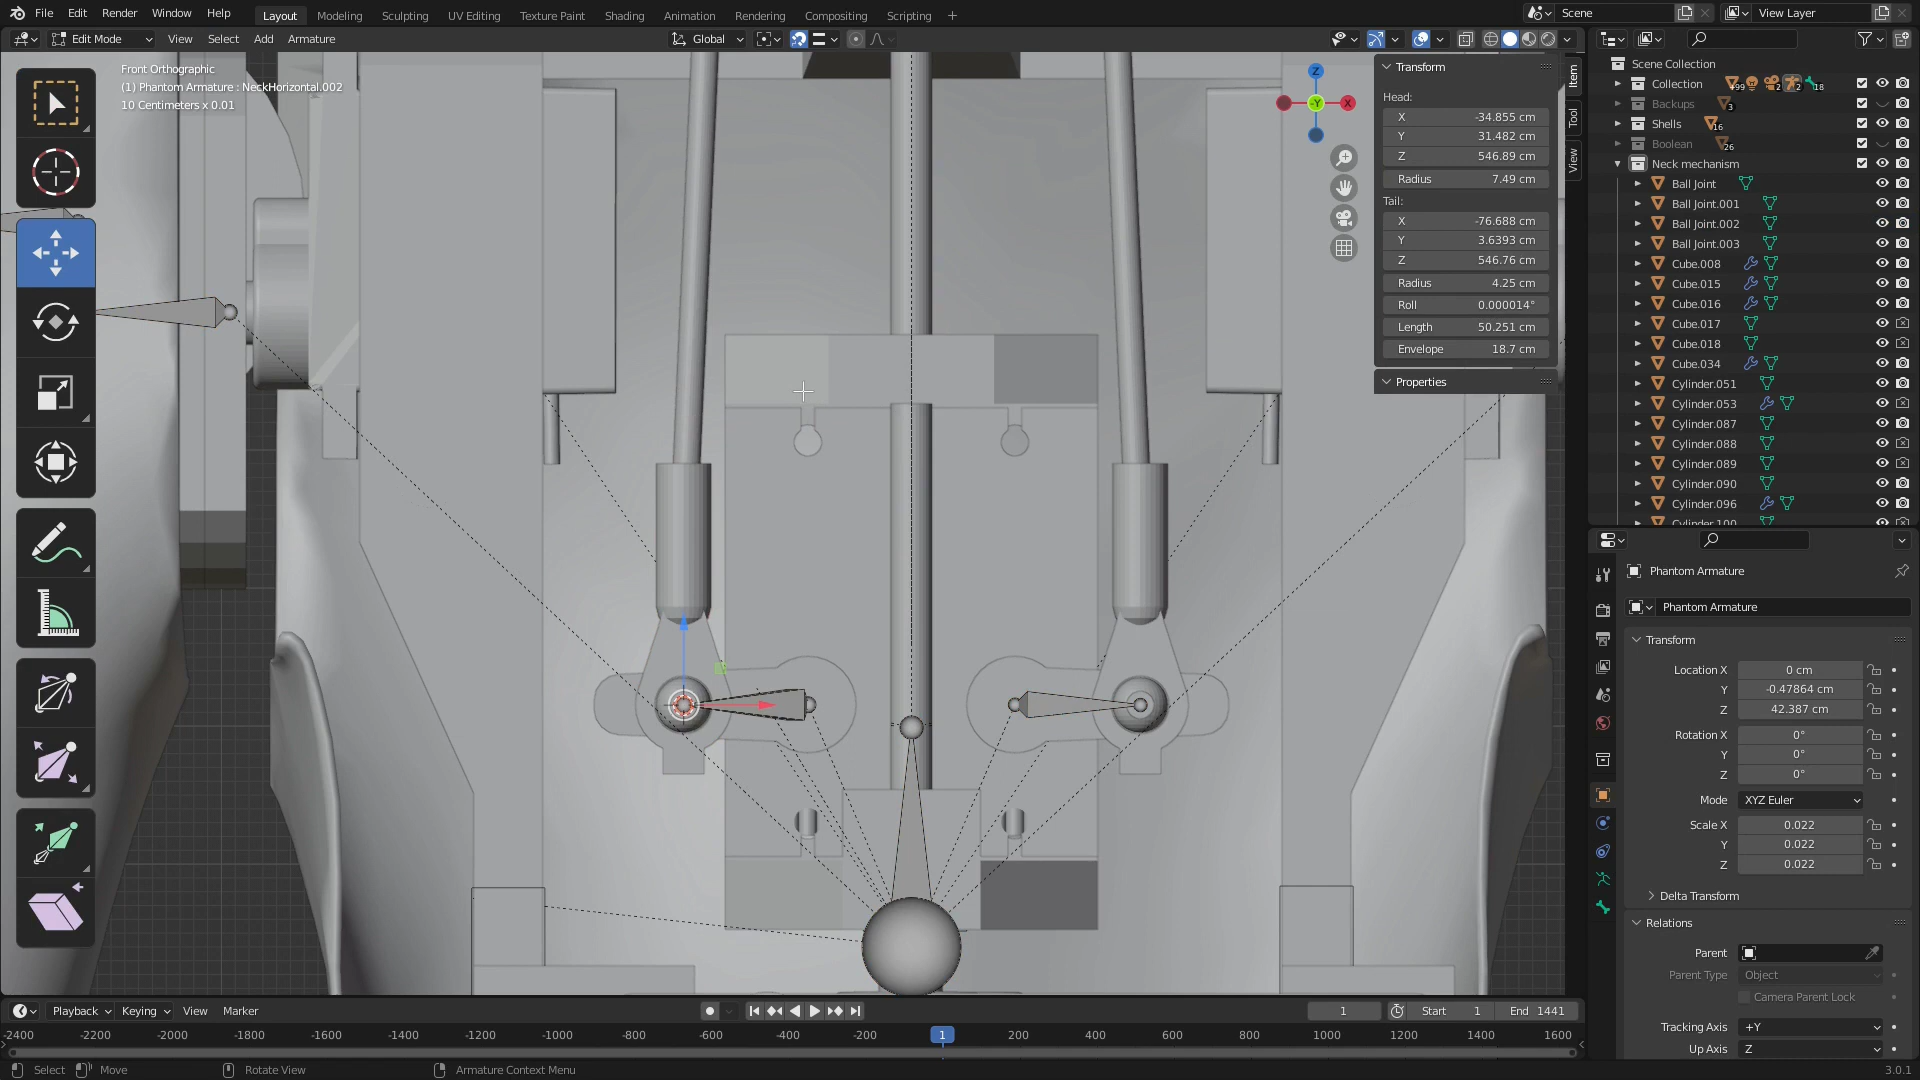 File Edit Render Window Help Layout Modeling Sculpting UV Editing Texture Paint Shading Animation Rendering Compositing Scripting + Scene View Layer
Edit Mode View Select Add Armature Global
Front Orthographic
(1) Phantom Armature : NeckHorizontal.002
10 Centimeters x 0.01
Z
Y
X
Transform
Head:
X -34.855 cm
Y 31.482 cm
Z 546.89 cm
Radius 7.49 cm
Tail:
X -76.688 cm
Y 3.6393 cm
Z 546.76 cm
Radius 4.25 cm
Roll 0.000014°
Length 50.251 cm
Envelope 18.7 cm
Properties
Item
Tool
View
Scene Collection
Collection +99 2 2 18
Backups 3
Shells 16
Boolean 26
Neck mechanism
Ball Joint
Ball Joint.001
Ball Joint.002
Ball Joint.003
Cube.008
Cube.015
Cube.016
Cube.017
Cube.018
Cube.034
Cylinder.051
Cylinder.053
Cylinder.087
Cylinder.088
Cylinder.089
Cylinder.090
Cylinder.096
Cylinder.100
Phantom Armature
Phantom Armature
Transform
Location X 0 cm
Y -0.47864 cm
Z 42.387 cm
Rotation X 0°
Y 0°
Z 0°
Mode XYZ Euler
Scale X 0.022
Y 0.022
Z 0.022
Delta Transform
Relations
Parent
Parent Type Object
Camera Parent Lock
Tracking Axis +Y
Up Axis Z
Playback Keying View Marker 1 Start 1 End 1441
-2400 -2200 -2000 -1800 -1600 -1400 -1200 -1000 -800 -600 -400 -200 1 200 400 600 800 1000 1200 1400 1600
Select Move Rotate View Armature Context Menu 3.0.1